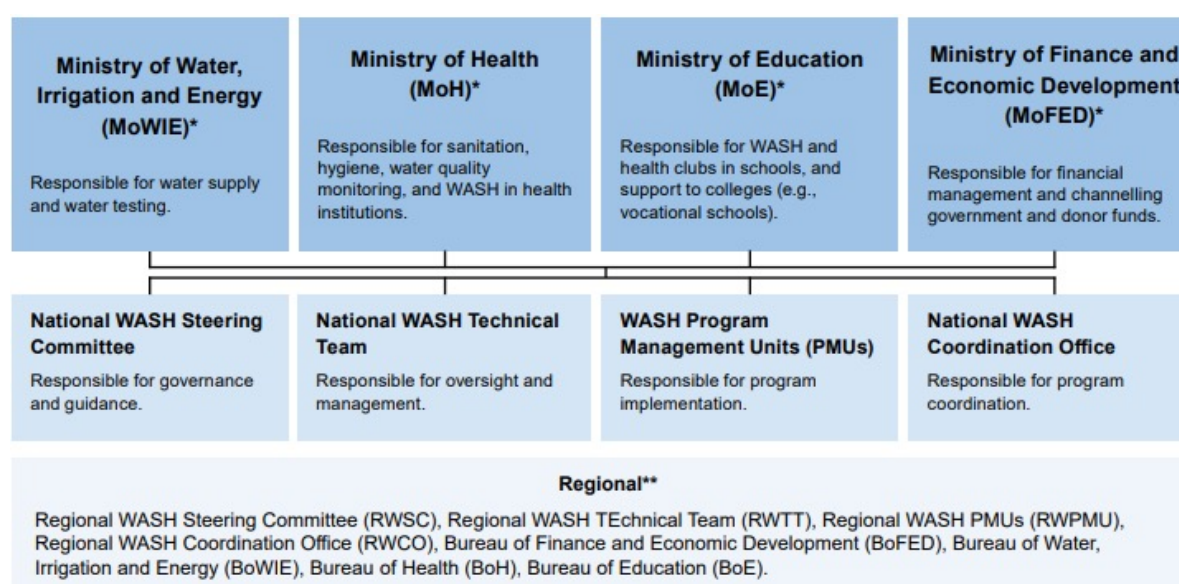 Ministry of Water,
Irrigation and Energy
(MoWIE)*
Responsible for water supply
and water testing.
Ministry of Health
(MoH)*
Responsible for sanitation,
hygiene, water quality
monitoring, and WASH in health
institutions.
Ministry of Education
(MoE)*
Responsible for WASH and
health clubs in schools, and
support to colleges (e.g.,
vocational schools).
Ministry of Finance and
Economic Development
(MoFED)*
Responsible for financial
management and channelling
government and donor funds.
National WASH Steering
Committee
Responsible for governance
and guidance.
National WASH Technical
Team
Responsible for oversight and
management.
WASH Program
Management Units (PMUs)
Responsible for program
implementation.
National WASH
Coordination Office
Responsible for program
coordination.
Regional**
Regional WASH Steering Committee (RWSC), Regional WASH TEchnical Team (RWTT), Regional WASH PMUs (RWPMU),
Regional WASH Coordination Office (RWCO), Bureau of Finance and Economic Development (BoFED), Bureau of Water,
Irrigation and Energy (BoWIE), Bureau of Health (BoH), Bureau of Education (BoE).